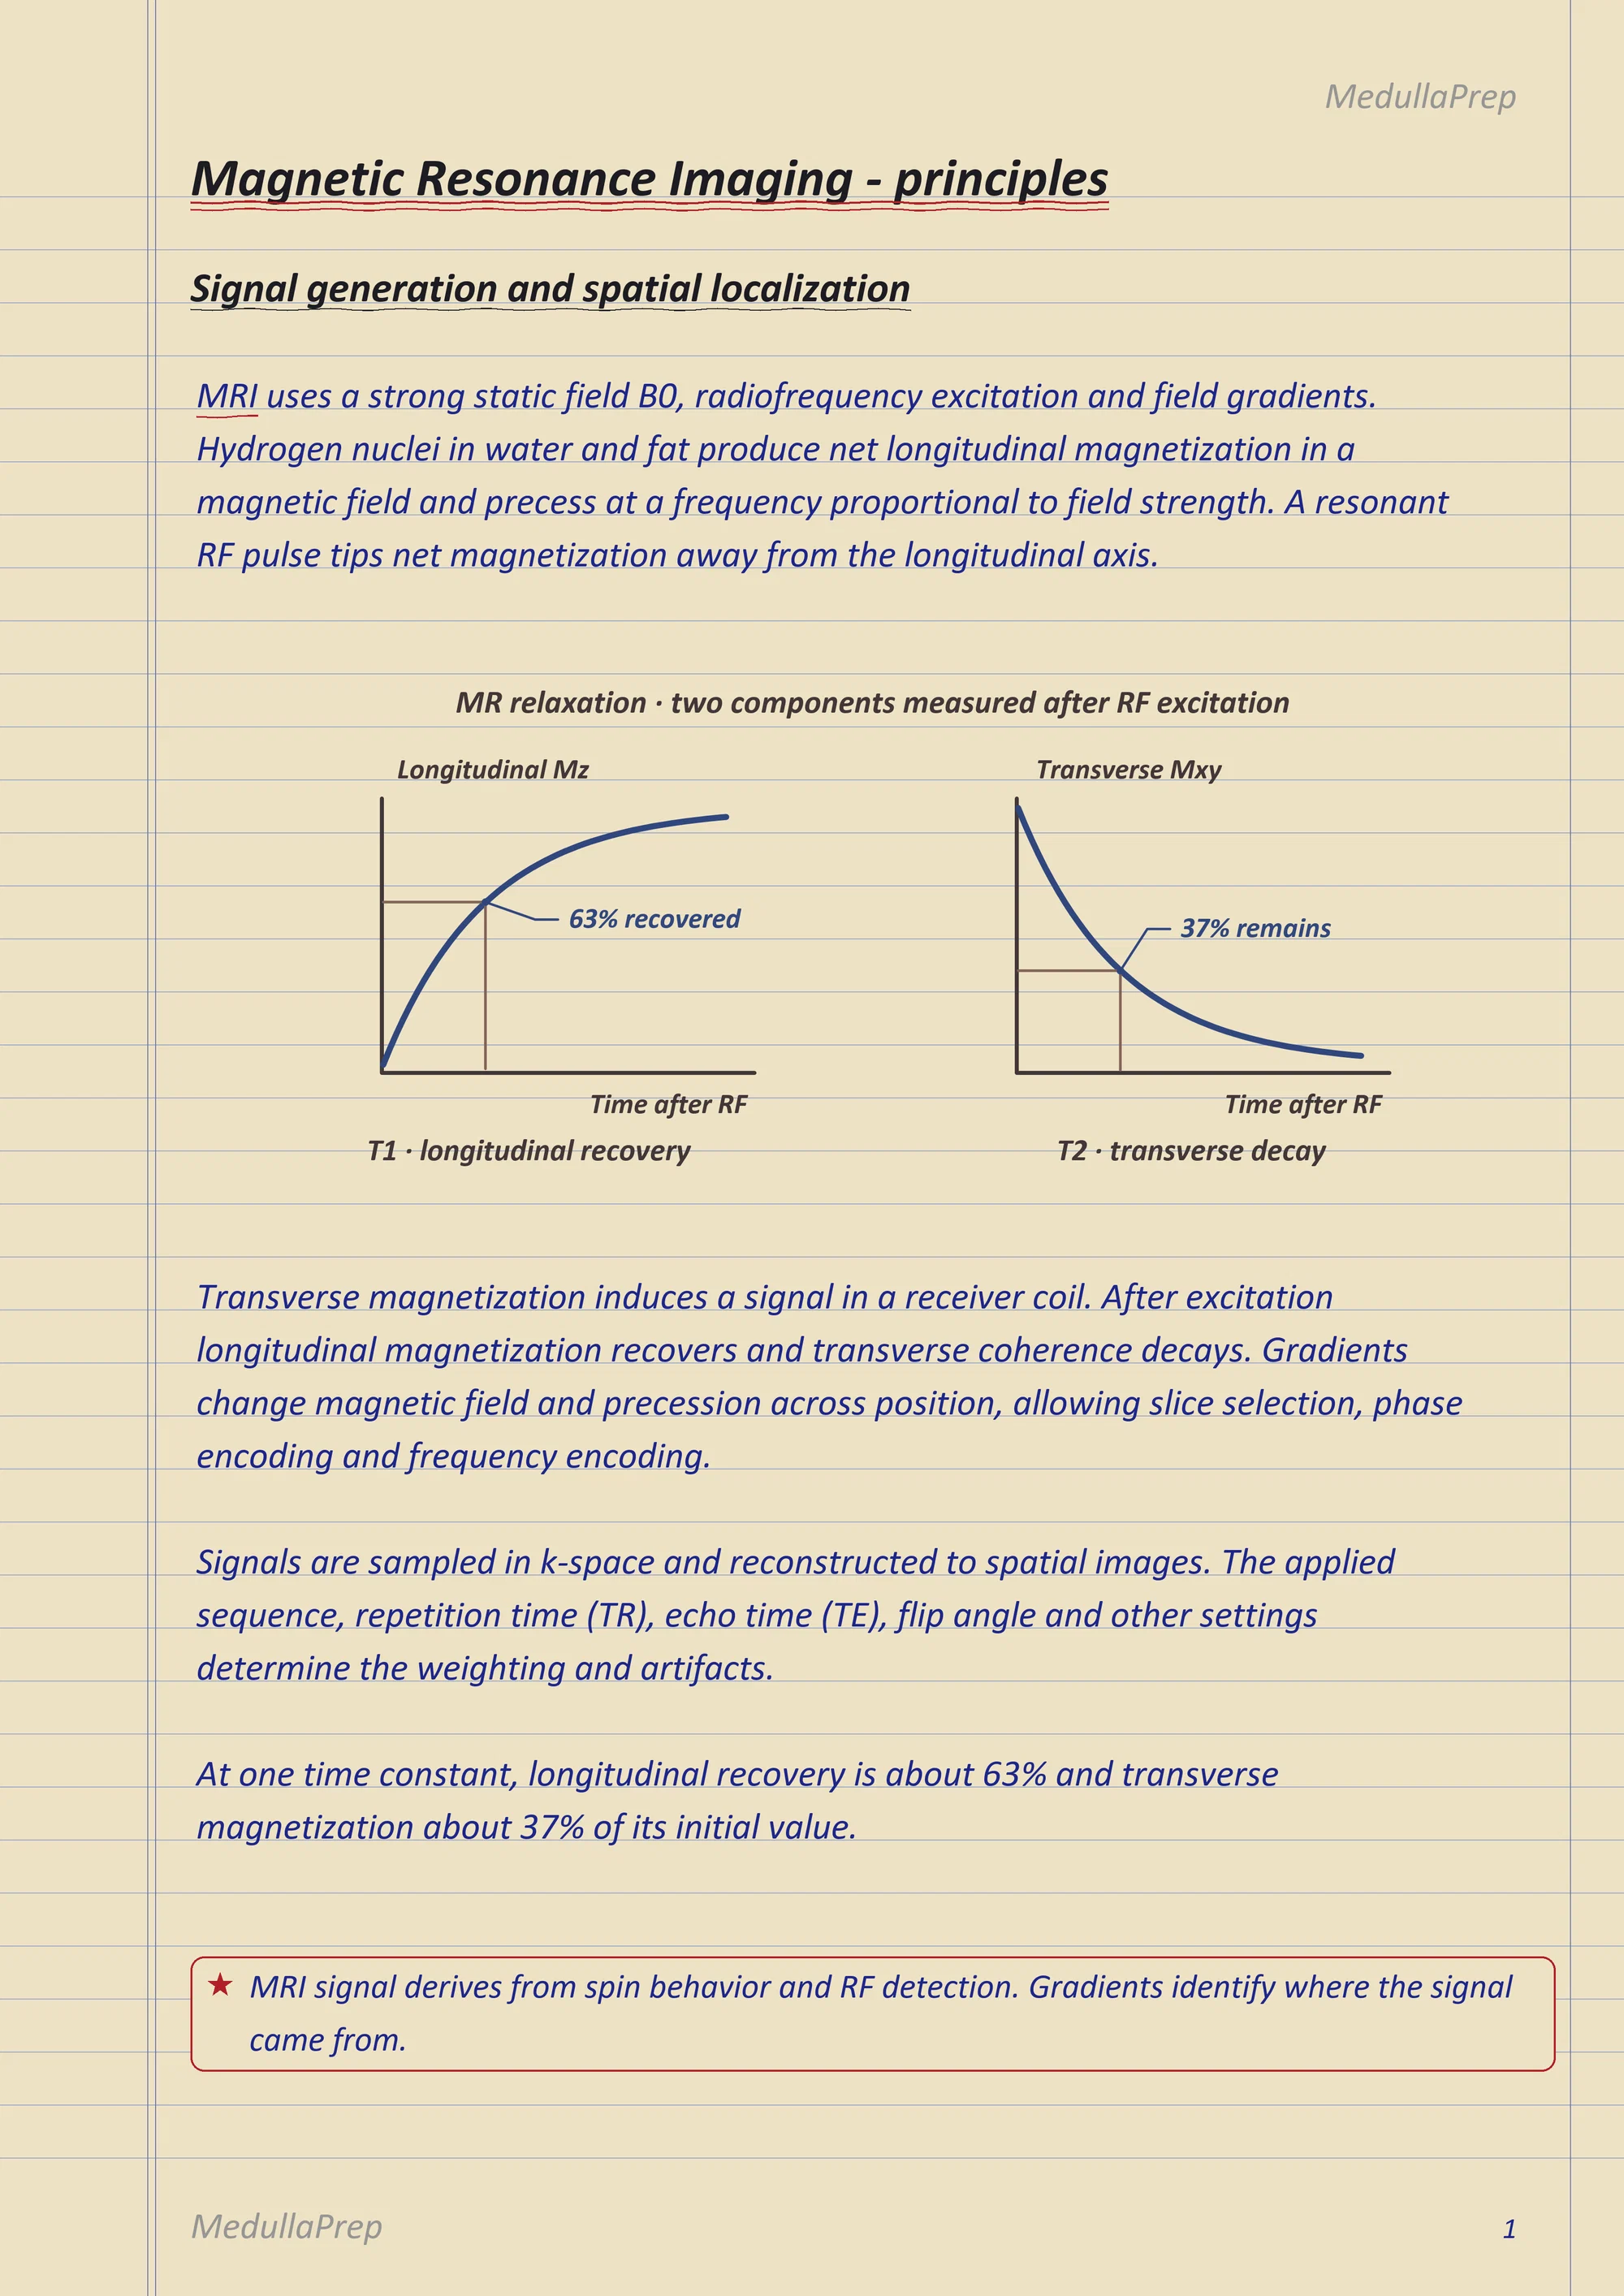 MedullaPrep
Magnetic Resonance Imaging - principles
Signal generation and spatial localization
MRI uses a strong static field B0, radiofrequency excitation and field gradients.
Hydrogen nuclei in water and fat produce net longitudinal magnetization in a
magnetic field and precess at a frequency proportional to field strength. A resonant
RF pulse tips net magnetization away from the longitudinal axis.
MR relaxation · two components measured after RF excitation
Longitudinal Mz
Transverse Mxy
63% recovered
37% remains
Time after RF
Time after RF
T1 · longitudinal recovery
T2 · transverse decay
Transverse magnetization induces a signal in a receiver coil. After excitation
longitudinal magnetization recovers and transverse coherence decays. Gradients
change magnetic field and precession across position, allowing slice selection, phase
encoding and frequency encoding.
Signals are sampled in k-space and reconstructed to spatial images. The applied
sequence, repetition time (TR), echo time (TE), flip angle and other settings
determine the weighting and artifacts.
At one time constant, longitudinal recovery is about 63% and transverse
magnetization about 37% of its initial value.
★ MRI signal derives from spin behavior and RF detection. Gradients identify where the signal
came from.
MedullaPrep
1